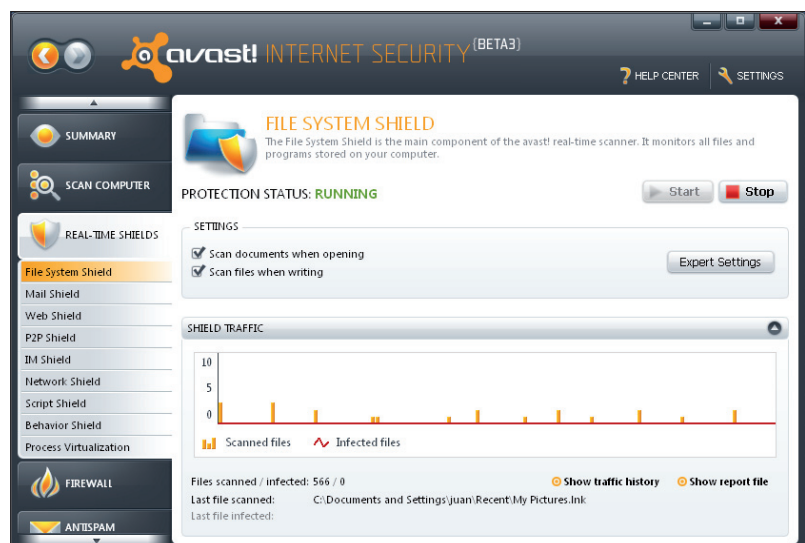 avast! INTERNET SECURITY (BETA3)
HELP CENTER
SETTINGS
SUMMARY
SCAN COMPUTER
REAL-TIME SHIELDS
File System Shield
Mail Shield
Web Shield
P2P Shield
IM Shield
Network Shield
Script Shield
Behavior Shield
Process Virtualization
FIREWALL
ANTISPAM
FILE SYSTEM SHIELD
The File System Shield is the main component of the avast! real-time scanner. It monitors all files and
programs stored on your computer.
PROTECTION STATUS: RUNNING
Start
Stop
SETTINGS
Scan documents when opening
Scan files when writing
Expert Settings
SHIELD TRAFFIC
10
5
0
Scanned files
Infected files
Files scanned / infected: 566 / 0
Show traffic history
Show report file
Last file scanned: C:\Documents and Settings\juan\Recent\My Pictures.lnk
Last file infected: